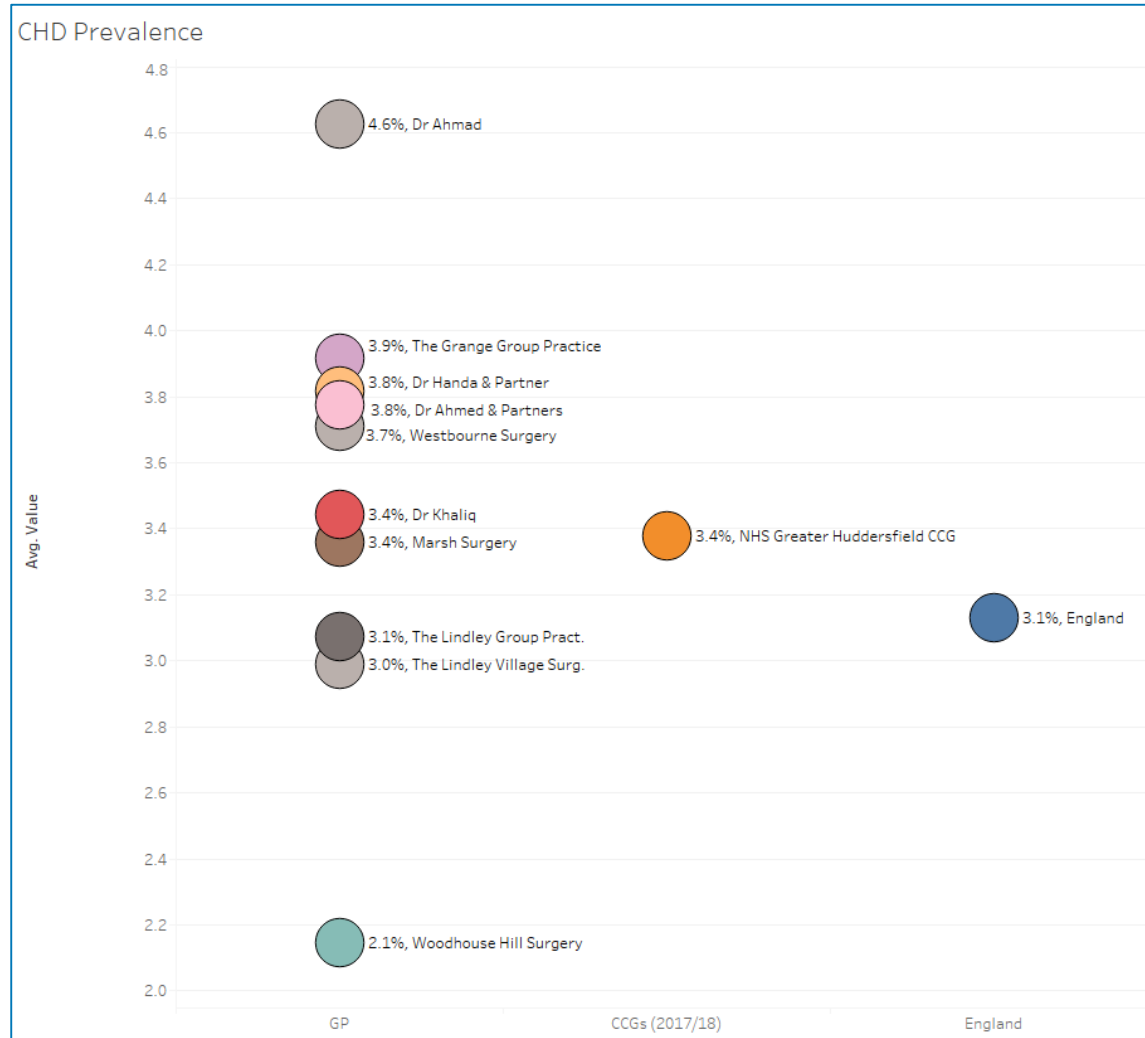 CHD Prevalence
4.8
4.6
4.4
4.2
4.0
3.8
3.6
3.4
3.2
3.0
2.8
2.6
2.4
2.2
2.0
Avg. Value
4.6%, Dr Ahmad
3.9%, The Grange Group Practice
3.8%, Dr Handa & Partner
3.8%, Dr Ahmed & Partners
3.7%, Westbourne Surgery
3.4%, Dr Khaliq
3.4%, Marsh Surgery
3.4%, NHS Greater Huddersfield CCG
3.1%, England
3.1%, The Lindley Group Pract.
3.0%, The Lindley Village Surg.
2.1%, Woodhouse Hill Surgery
GP
CCGs (2017/18)
England